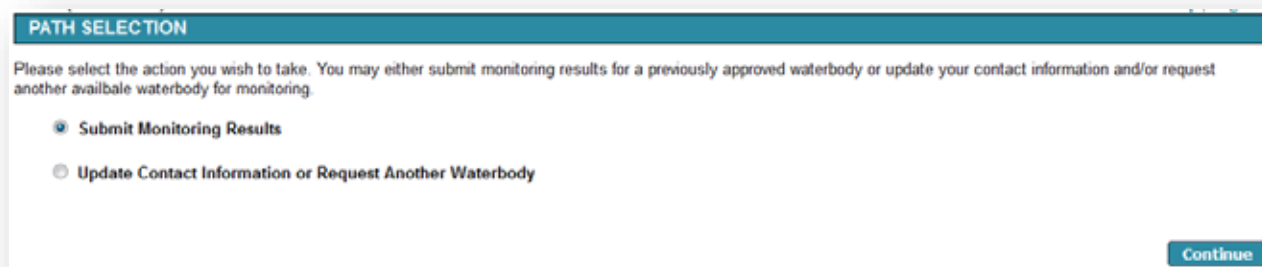 PATH SELECTION
Please select the action you wish to take. You may either submit monitoring results for a previously approved waterbody or update your contact information and/or request
another availbale waterbody for monitoring.
Submit Monitoring Results
Update Contact Information or Request Another Waterbody
Continue